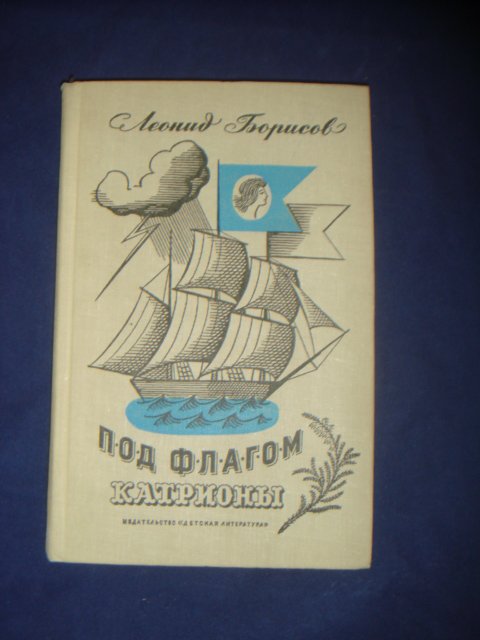 Леонид Борисов
ПОД ФЛАГОМ
КАТРИОНЫ
ИЗДАТЕЛЬСТВО «ДЕТСКАЯ ЛИТЕРАТУРА»